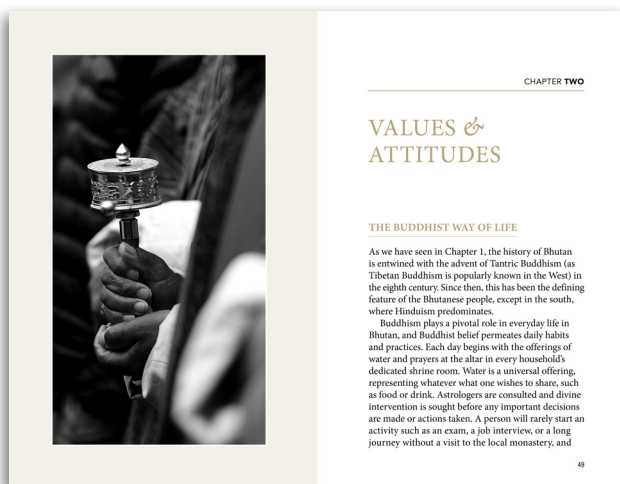 CHAPTER TWO
VALUES &
ATTITUDES
THE BUDDHIST WAY OF LIFE
As we have seen in Chapter 1, the history of Bhutan
is entwined with the advent of Tantric Buddhism (as
Tibetan Buddhism is popularly known in the West) in
the eighth century. Since then, this has been the defining
feature of the Bhutanese people, except in the south,
where Hinduism predominates.
Buddhism plays a pivotal role in everyday life in
Bhutan, and Buddhist belief permeates daily habits
and practices. Each day begins with the offerings of
water and prayers at the altar in every household's
dedicated shrine room. Water is a universal offering,
representing whatever what one wishes to share, such
as food or drink. Astrologers are consulted and divine
intervention is sought before any important decisions
are made or actions taken. A person will rarely start an
activity such as an exam, a job interview, or a long
journey without a visit to the local monastery, and
49